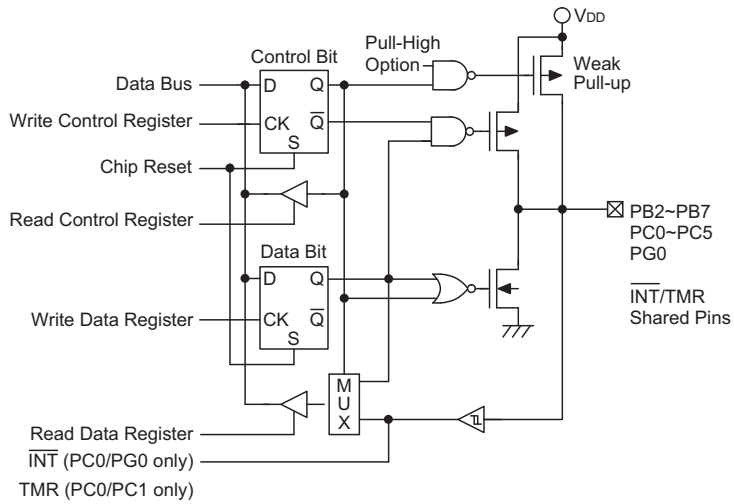 VDD
Control Bit
Pull-High
Option
Weak
Pull-up
Data Bus
D
Q
Write Control Register
CK
Q̅
S
Chip Reset
Read Control Register
PB2~PB7
PC0~PC5
PG0
Data Bit
D
Q
I̅N̅T̅/TMR
Shared Pins
Write Data Register
CK
Q̅
S
M
U
X
Read Data Register
I̅N̅T̅ (PC0/PG0 only)
TMR (PC0/PC1 only)